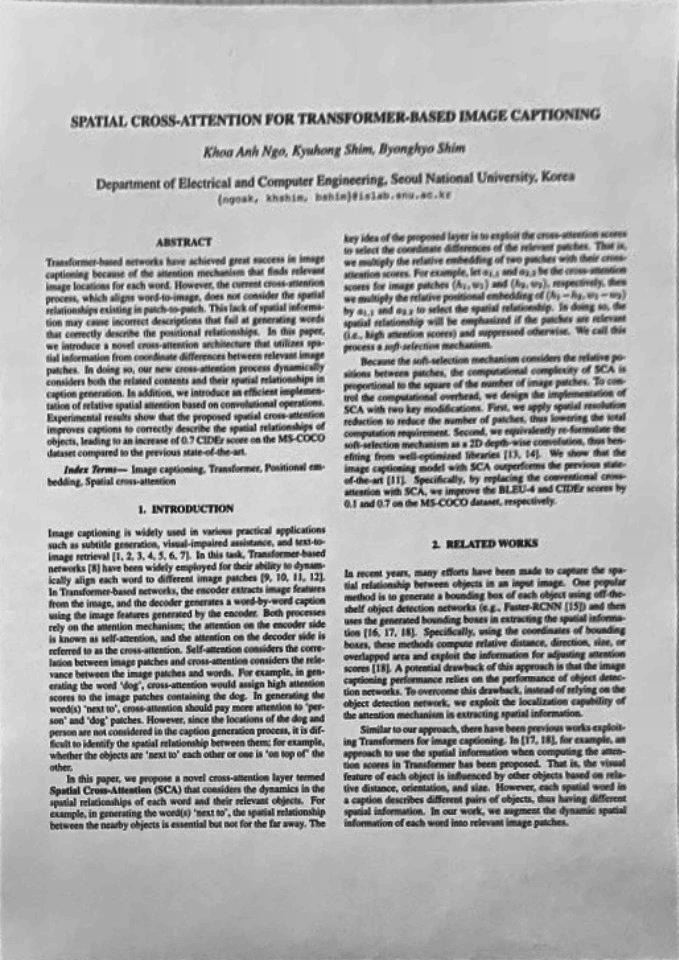 SPATIAL CROSS-ATTENTION FOR TRANSFORMER-BASED IMAGE CAPTIONING
Khoa Anh Ngo, Kyuhong Shim, Byonghyo Shim
Department of Electrical and Computer Engineering, Seoul National University, Korea
{ngoak, khshim, bshim}@islab.snu.ac.kr
ABSTRACT
Transformer-based networks have achieved great success in image
captioning because of the attention mechanism that finds relevant
image locations for each word. However, the current cross-attention
process, which aligns word-to-image, does not consider the spatial
relationships existing in patch-to-patch. This lack of spatial informa-
tion may cause incorrect descriptions that fail at generating words
that correctly describe the positional relationships. In this paper,
we introduce a novel cross-attention architecture that utilizes spa-
tial information from coordinate differences between relevant image
patches. In doing so, our new cross-attention process dynamically
considers both the related contents and their spatial relationships in
caption generation. In addition, we introduce an efficient implemen-
tation of relative spatial attention based on convolutional operations.
Experimental results show that the proposed spatial cross-attention
improves captions to correctly describe the spatial relationships of
objects, leading to an increase of 0.7 CIDEr score on the MS-COCO
dataset compared to the previous state-of-the-art.
Index Terms— Image captioning, Transformer, Positional em-
bedding, Spatial cross-attention
1. INTRODUCTION
Image captioning is widely used in various practical applications
such as subtitle generation, visual-impaired assistance, and text-to-
image retrieval [1, 2, 3, 4, 5, 6, 7]. In this task, Transformer-based
networks [8] have been widely employed for their ability to dynam-
ically align each word to different image patches [9, 10, 11, 12].
In Transformer-based networks, the encoder extracts image features
from the image, and the decoder generates a word-by-word caption
using the image features generated by the encoder. Both processes
rely on the attention mechanism; the attention on the encoder side
is known as self-attention, and the attention on the decoder side is
referred to as the cross-attention. Self-attention considers the corre-
lation between image patches and cross-attention considers the rele-
vance between the image patches and words. For example, in gen-
erating the word 'dog', cross-attention would assign high attention
scores to the image patches containing the dog. In generating the
word(s) 'next to', cross-attention should pay more attention to 'per-
son' and 'dog' patches. However, since the locations of the dog and
person are not considered in the caption generation process, it is dif-
ficult to identify the spatial relationship between them; for example,
whether the objects are 'next to' each other or one is 'on top of' the
other.
In this paper, we propose a novel cross-attention layer termed
Spatial Cross-Attention (SCA) that considers the dynamics in the
spatial relationships of each word and their relevant objects. For
example, in generating the word(s) 'next to', the spatial relationship
between the nearby objects is essential but not for the far away. The
key idea of the proposed layer is to exploit the cross-attention scores
to select the coordinate differences of the relevant patches. That is,
we multiply the relative embedding of two patches with their cross-
attention scores. For example, let and be the cross-attention
scores for image patches (h₁, w₁) and (h₂, w₂), respectively, then
we multiply the relative positional embedding of (h₁ − h₂, w₁ − w₂)
by and to select the spatial relationship. In doing so, the
spatial relationship will be emphasized if the patches are relevant
(i.e., high attention scores) and suppressed otherwise. We call this
process a soft-selection mechanism.
Because the soft-selection mechanism considers the relative po-
sitions between patches, the computational complexity of SCA is
proportional to the square of the number of image patches. To con-
trol the computational overhead, we design the implementation of
SCA with two key modifications. First, we apply spatial resolution
reduction to reduce the number of patches, thus lowering the total
computation requirement. Second, we equivalently re-formulate the
soft-selection mechanism as a 2D depth-wise convolution, thus ben-
efiting from well-optimized libraries [13, 14]. We show that the
image captioning model with SCA outperforms the previous state-
of-the-art [11]. Specifically, by replacing the conventional cross-
attention with SCA, we improve the BLEU-4 and CIDEr scores by
0.1 and 0.7 on the MS-COCO dataset, respectively.
2. RELATED WORKS
In recent years, many efforts have been made to capture the spa-
tial relationship between objects in an input image. One popular
method is to generate a bounding box of each object using off-the-
shelf object detection networks (e.g., Faster-RCNN [15]) and then
uses the generated bounding boxes in extracting the spatial informa-
tion [16, 17, 18]. Specifically, using the coordinates of bounding
boxes, these methods compute relative distance, direction, size, or
overlapped area and exploit the information for adjusting attention
scores [18]. A potential drawback of this approach is that the image
captioning performance relies on the performance of object detec-
tion networks. To overcome this drawback, instead of relying on the
object detection network, we exploit the localization capability of
the attention mechanism in extracting spatial information.
Similar to our approach, there have been previous works exploit-
ing Transformers for image captioning. In [17, 18], for example, an
approach to use the spatial information when computing the atten-
tion scores in Transformer has been proposed. That is, the visual
feature of each object is influenced by other objects based on rela-
tive distance, orientation, and size. However, each spatial word in
a caption describes different pairs of objects, thus having different
spatial information. In our work, we augment the dynamic spatial
information of each word into relevant image patches.